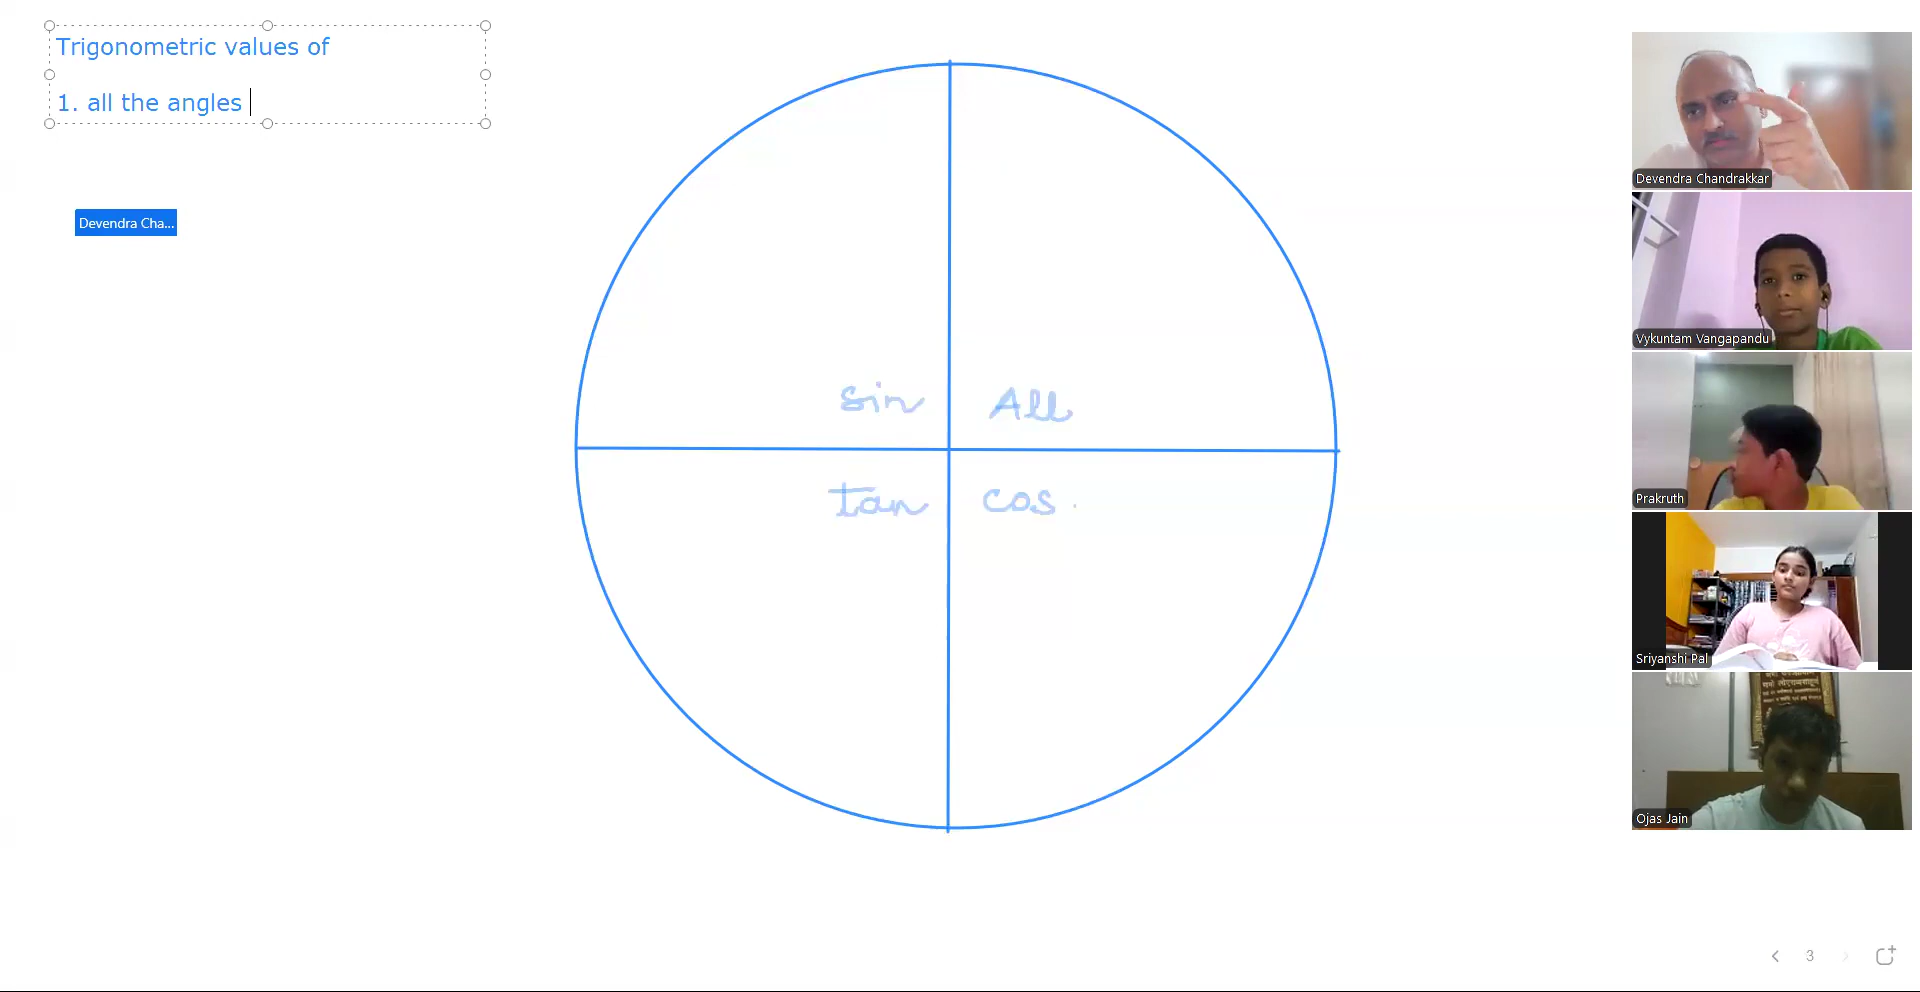 Trigonometric values of
1. all the angles
Devendra Cha...
sin All
tan cos
Devendra Chandrakkar
Vykuntam Vangapandu
Prakruth
Sriyanshi Pal
Ojas Jain
3